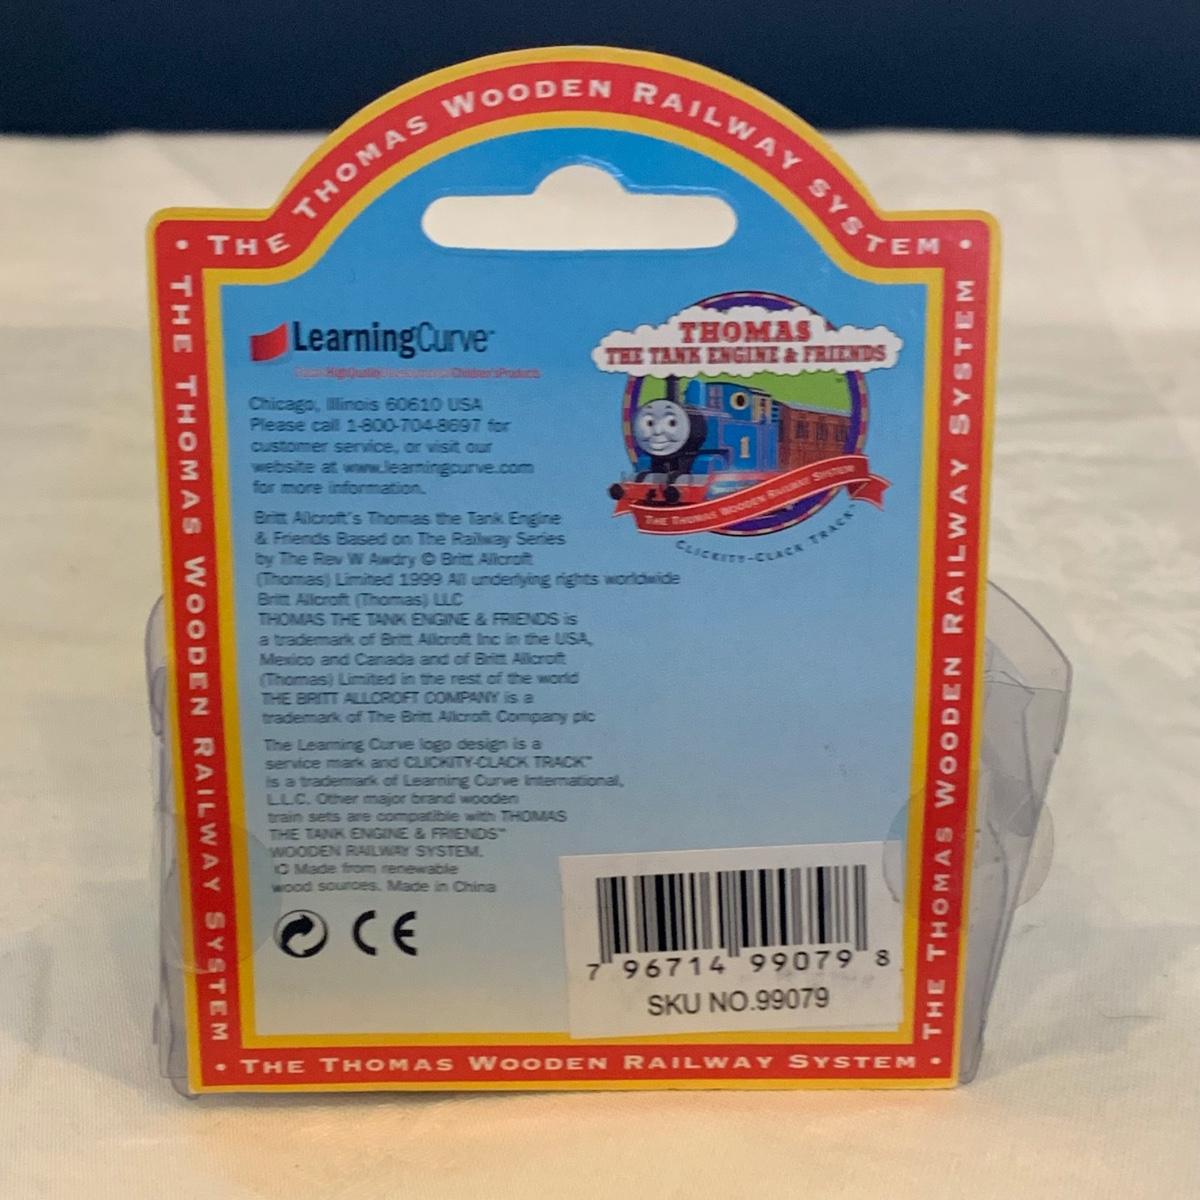 • THE THOMAS WOODEN RAILWAY SYSTEM •
THE THOMAS WOODEN RAILWAY SYSTEM
LearningCurve™
Chicago, Illinois 60610 USA
Please call 1-800-704-8697 for
customer service, or visit our
website at www.learningcurve.com
for more information.
Britt Allcroft's Thomas the Tank Engine
& Friends Based on The Railway Series
by The Rev W Awdry © Britt Allcroft
(Thomas) Limited 1999 All underlying rights worldwide
Britt Allcroft (Thomas) LLC
THOMAS THE TANK ENGINE & FRIENDS is
a trademark of Britt Allcroft Inc in the USA,
Mexico and Canada and of Britt Allcroft
(Thomas) Limited in the rest of the world
THE BRITT ALLCROFT COMPANY is a
trademark of The Britt Allcroft Company plc
The Learning Curve logo design is a
service mark and CLICKITY-CLACK TRACK™
is a trademark of Learning Curve International,
L.L.C. Other major brand wooden
train sets are compatible with THOMAS
THE TANK ENGINE & FRIENDS™
WOODEN RAILWAY SYSTEM.
Made from renewable
wood sources. Made in China
CE
THOMAS
THE TANK ENGINE & FRIENDS
1
THE THOMAS WOODEN RAILWAY SYSTEM
CLICKITY-CLACK TRACK™
7 96714 99079 8
SKU NO.99079
THE THOMAS WOODEN RAILWAY SYSTEM
• THE THOMAS WOODEN RAILWAY SYSTEM •